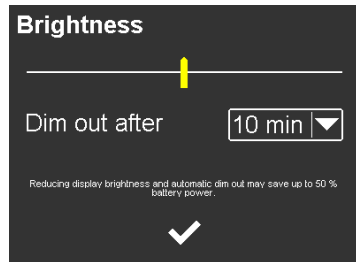 Brightness
Dim out after
10 min
Reducing display brightness and automatic dim out may save up to 50 %
battery power.